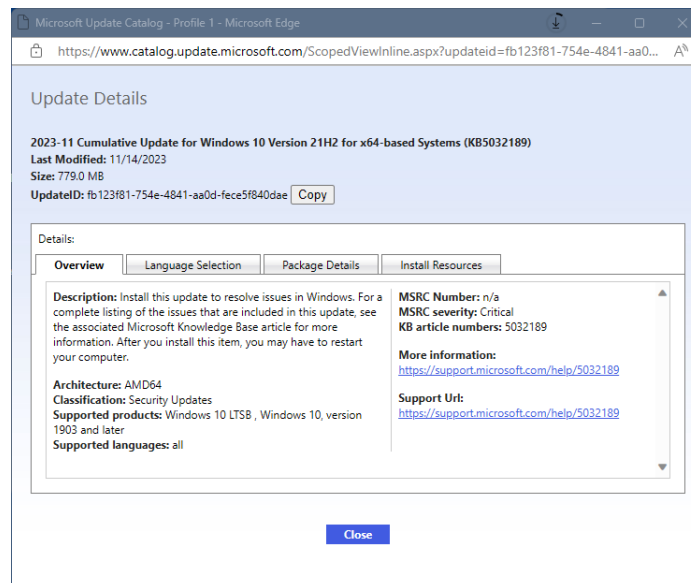 Microsoft Update Catalog - Profile 1 - Microsoft Edge
https://www.catalog.update.microsoft.com/ScopedViewInline.aspx?updateid=fb123f81-754e-4841-aa0...
Update Details
2023-11 Cumulative Update for Windows 10 Version 21H2 for x64-based Systems (KB5032189)
Last Modified: 11/14/2023
Size: 779.0 MB
UpdateID: fb123f81-754e-4841-aa0d-fece5f840dae Copy
Details:
Overview Language Selection Package Details Install Resources
Description: Install this update to resolve issues in Windows. For a
complete listing of the issues that are included in this update, see
the associated Microsoft Knowledge Base article for more
information. After you install this item, you may have to restart
your computer.
Architecture: AMD64
Classification: Security Updates
Supported products: Windows 10 LTSB , Windows 10, version
1903 and later
Supported languages: all
MSRC Number: n/a
MSRC severity: Critical
KB article numbers: 5032189
More information:
https://support.microsoft.com/help/5032189
Support Url:
https://support.microsoft.com/help/5032189
Close